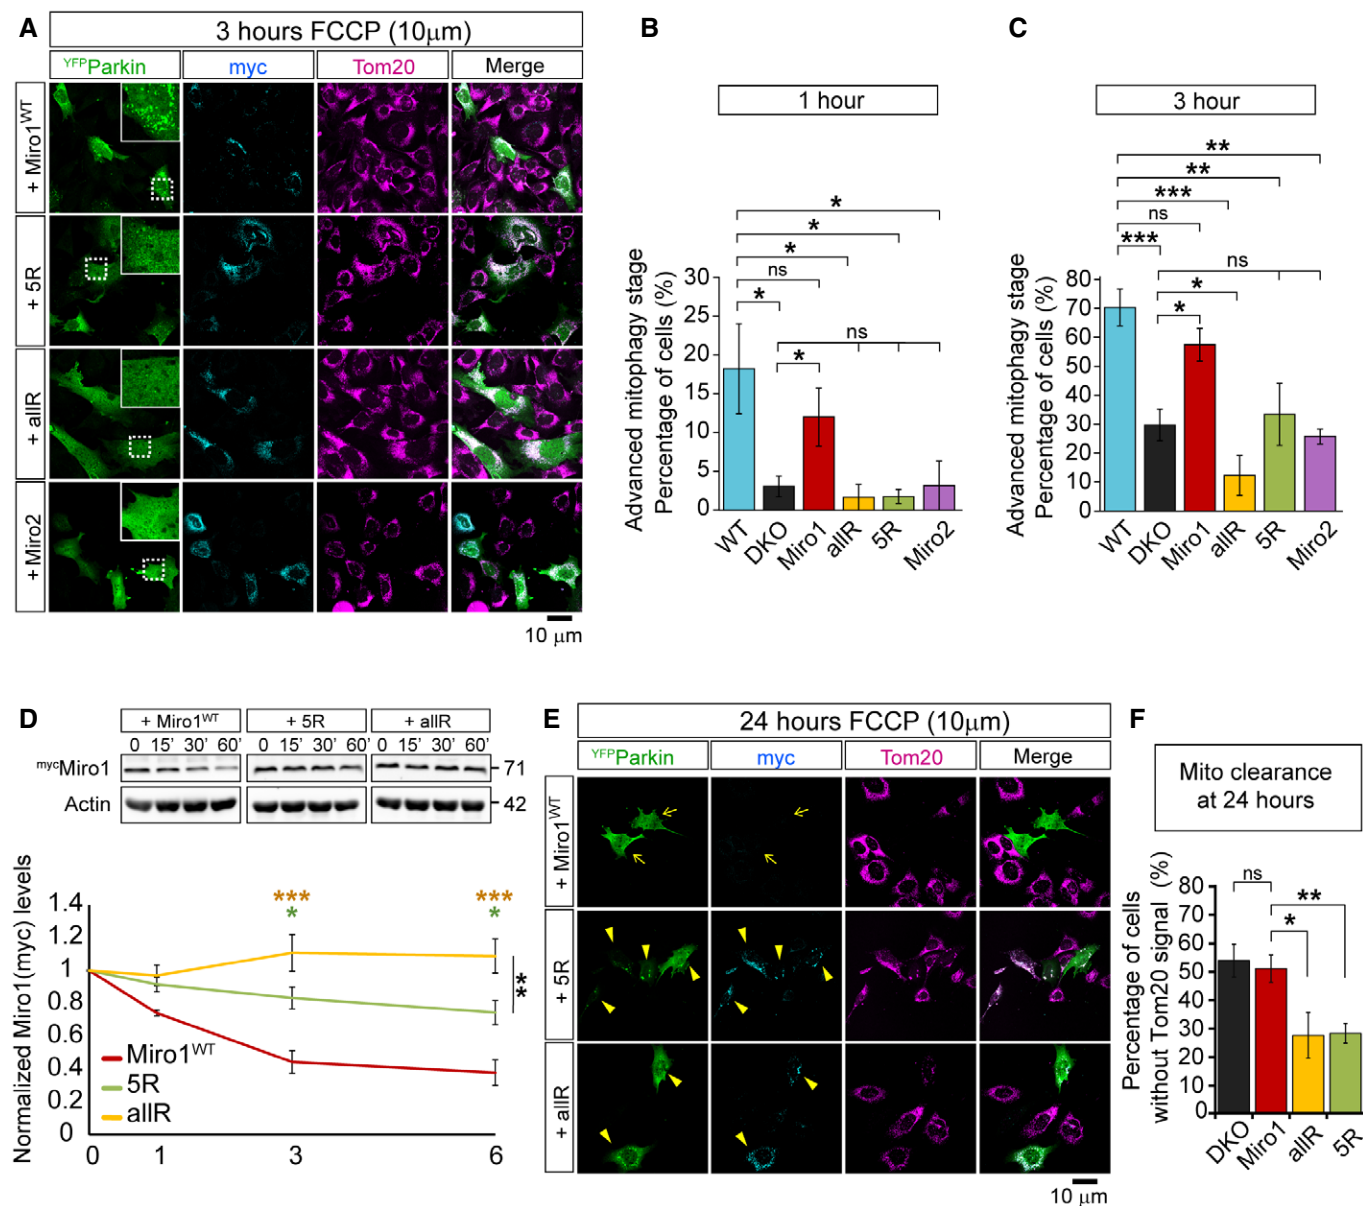 A
3 hours FCCP (10μm)
YFPParkin myc Tom20 Merge
+ Miro1WT
+ 5R
+ allR
+Miro2
10 μm
B
1 hour
* * * ns * ns *
Advanced mitophagy stage
Percentage of cells (%)
30
25
20
15
10
5
0
WT DKO Miro1 allR 5R Miro2
C
3 hour
** ** *** ns *** ns * *
Advanced mitophagy stage
Percentage of cells (%)
80
70
60
50
40
30
20
10
0
WT DKO Miro1 allR 5R Miro2
D
+ Miro1WT + 5R + allR
0 15' 30' 60' 0 15' 30' 60' 0 15' 30' 60'
mycMiro1 71
Actin 42
Normalized Miro1(myc) levels
1.4
1.2
1
0.8
0.6
0.4
0.2
0
*** ***
* *
**
Miro1WT
5R
allR
0 1 3 6
E
24 hours FCCP (10μm)
YFPParkin myc Tom20 Merge
+ Miro1WT
+ 5R
+ allR
10 μm
F
Mito clearance
at 24 hours
ns ** *
Percentage of cells
without Tom20 signal (%)
80
70
60
50
40
30
20
10
0
DKO Miro1 allR 5R